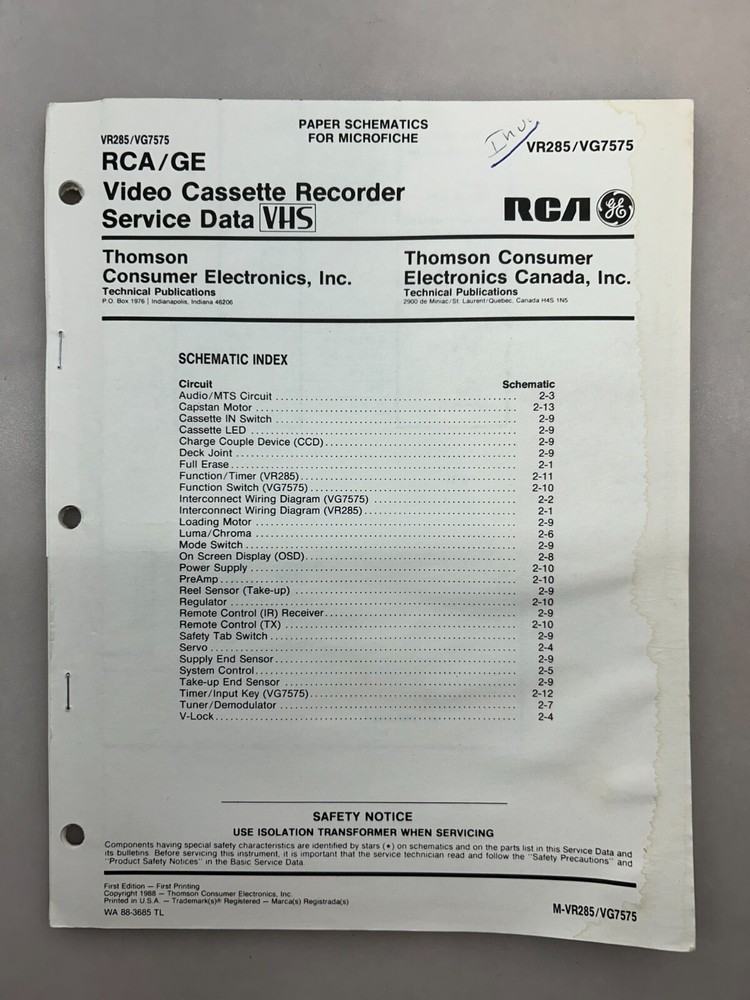 PAPER SCHEMATICS
FOR MICROFICHE
VR285/VG7575
VR285/VG7575
RCA/GE
Video Cassette Recorder
Service Data VHS
RCA GE
Thomson
Consumer Electronics, Inc.
Technical Publications
P.O. Box 1976 | Indianapolis, Indiana 46206
Thomson Consumer
Electronics Canada, Inc.
Technical Publications
2900 de Miniac/St. Laurent/Quebec, Canada H4S 1N5
SCHEMATIC INDEX
Circuit Schematic
Audio/MTS Circuit 2-3
Capstan Motor 2-13
Cassette IN Switch 2-9
Cassette LED 2-9
Charge Couple Device (CCD) 2-9
Deck Joint 2-9
Full Erase 2-1
Function/Timer (VR285) 2-11
Function Switch (VG7575) 2-10
Interconnect Wiring Diagram (VG7575) 2-2
Interconnect Wiring Diagram (VR285) 2-1
Loading Motor 2-9
Luma/Chroma 2-6
Mode Switch 2-9
On Screen Display (OSD) 2-8
Power Supply 2-10
PreAmp 2-10
Reel Sensor (Take-up) 2-9
Regulator 2-10
Remote Control (IR) Receiver 2-9
Remote Control (TX) 2-10
Safety Tab Switch 2-9
Servo 2-4
Supply End Sensor 2-9
System Control 2-5
Take-up End Sensor 2-9
Timer/Input Key (VG7575) 2-12
Tuner/Demodulator 2-7
V-Lock 2-4
SAFETY NOTICE
USE ISOLATION TRANSFORMER WHEN SERVICING
Components having special safety characteristics are identified by stars (★) on schematics and on the parts list in this Service Data and
its bulletins. Before servicing this instrument, it is important that the service technician read and follow the "Safety Precautions" and
"Product Safety Notices" in the Basic Service Data.
First Edition — First Printing
Copyright 1988 — Thomson Consumer Electronics, Inc.
Printed in U.S.A. — Trademark(s)® Registered — Marca(s) Registrada(s)
WA 88-3685 TL
M-VR285/VG7575